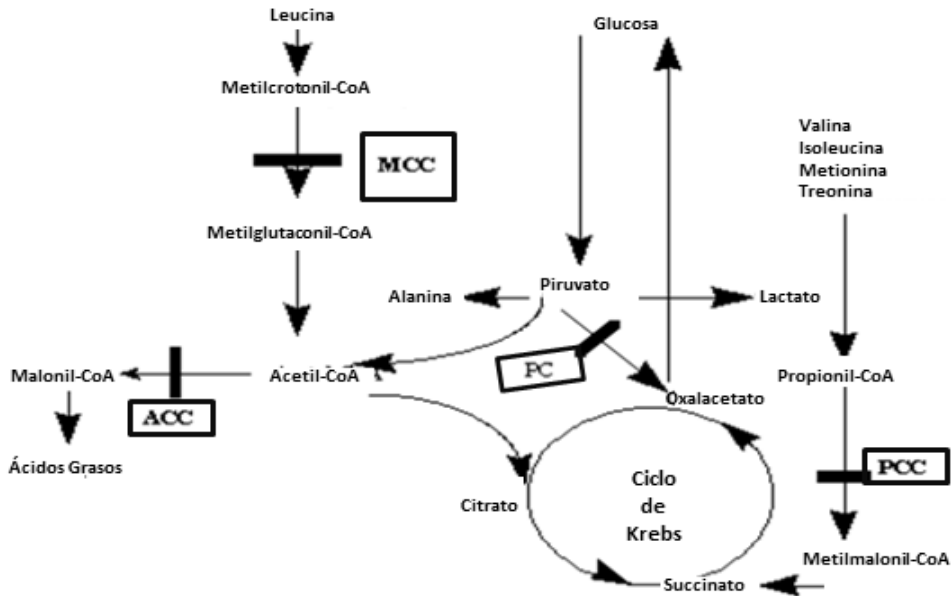 Leucina
Glucosa
Metilcrotonil-CoA
MCC
Valina
Isoleucina
Metionina
Treonina
Metilglutaconil-CoA
Piruvato
Alanina
Lactato
PC
Malonil-CoA
Acetil-CoA
Propionil-CoA
Oxalacetato
ACC
Ácidos Grasos
PCC
Ciclo
de
Krebs
Citrato
Metilmalonil-CoA
Succinato